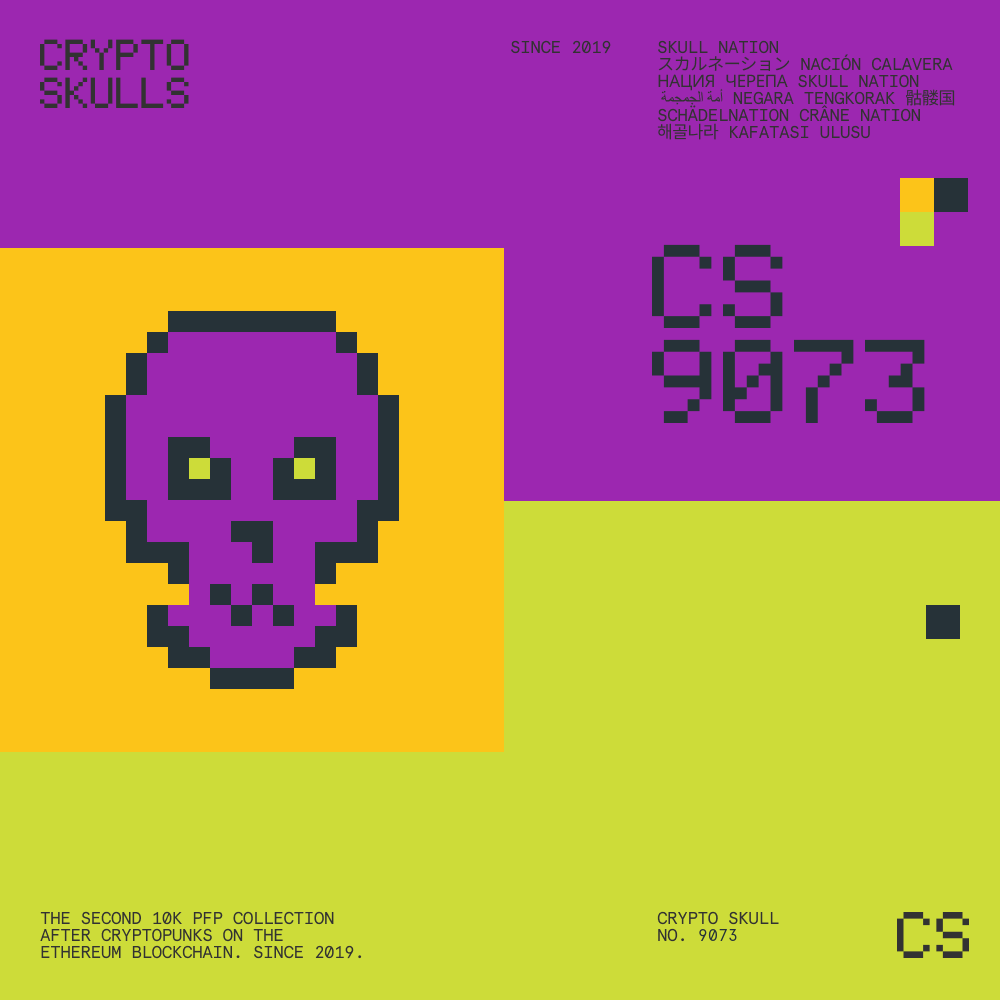 CRYPTO
SKULLS
SINCE 2019
SKULL NATION
スカルネーション NACIÓN CALAVERA
НАЦИЯ ЧЕРЕПА SKULL NATION
أمة الجمجمة NEGARA TENGKORAK 骷髅国
SCHÄDELNATION CRÂNE NATION
해골나라 KAFATASI ULUSU
CS
9073
THE SECOND 10K PFP COLLECTION
AFTER CRYPTOPUNKS ON THE
ETHEREUM BLOCKCHAIN. SINCE 2019.
CRYPTO SKULL
NO. 9073
CS